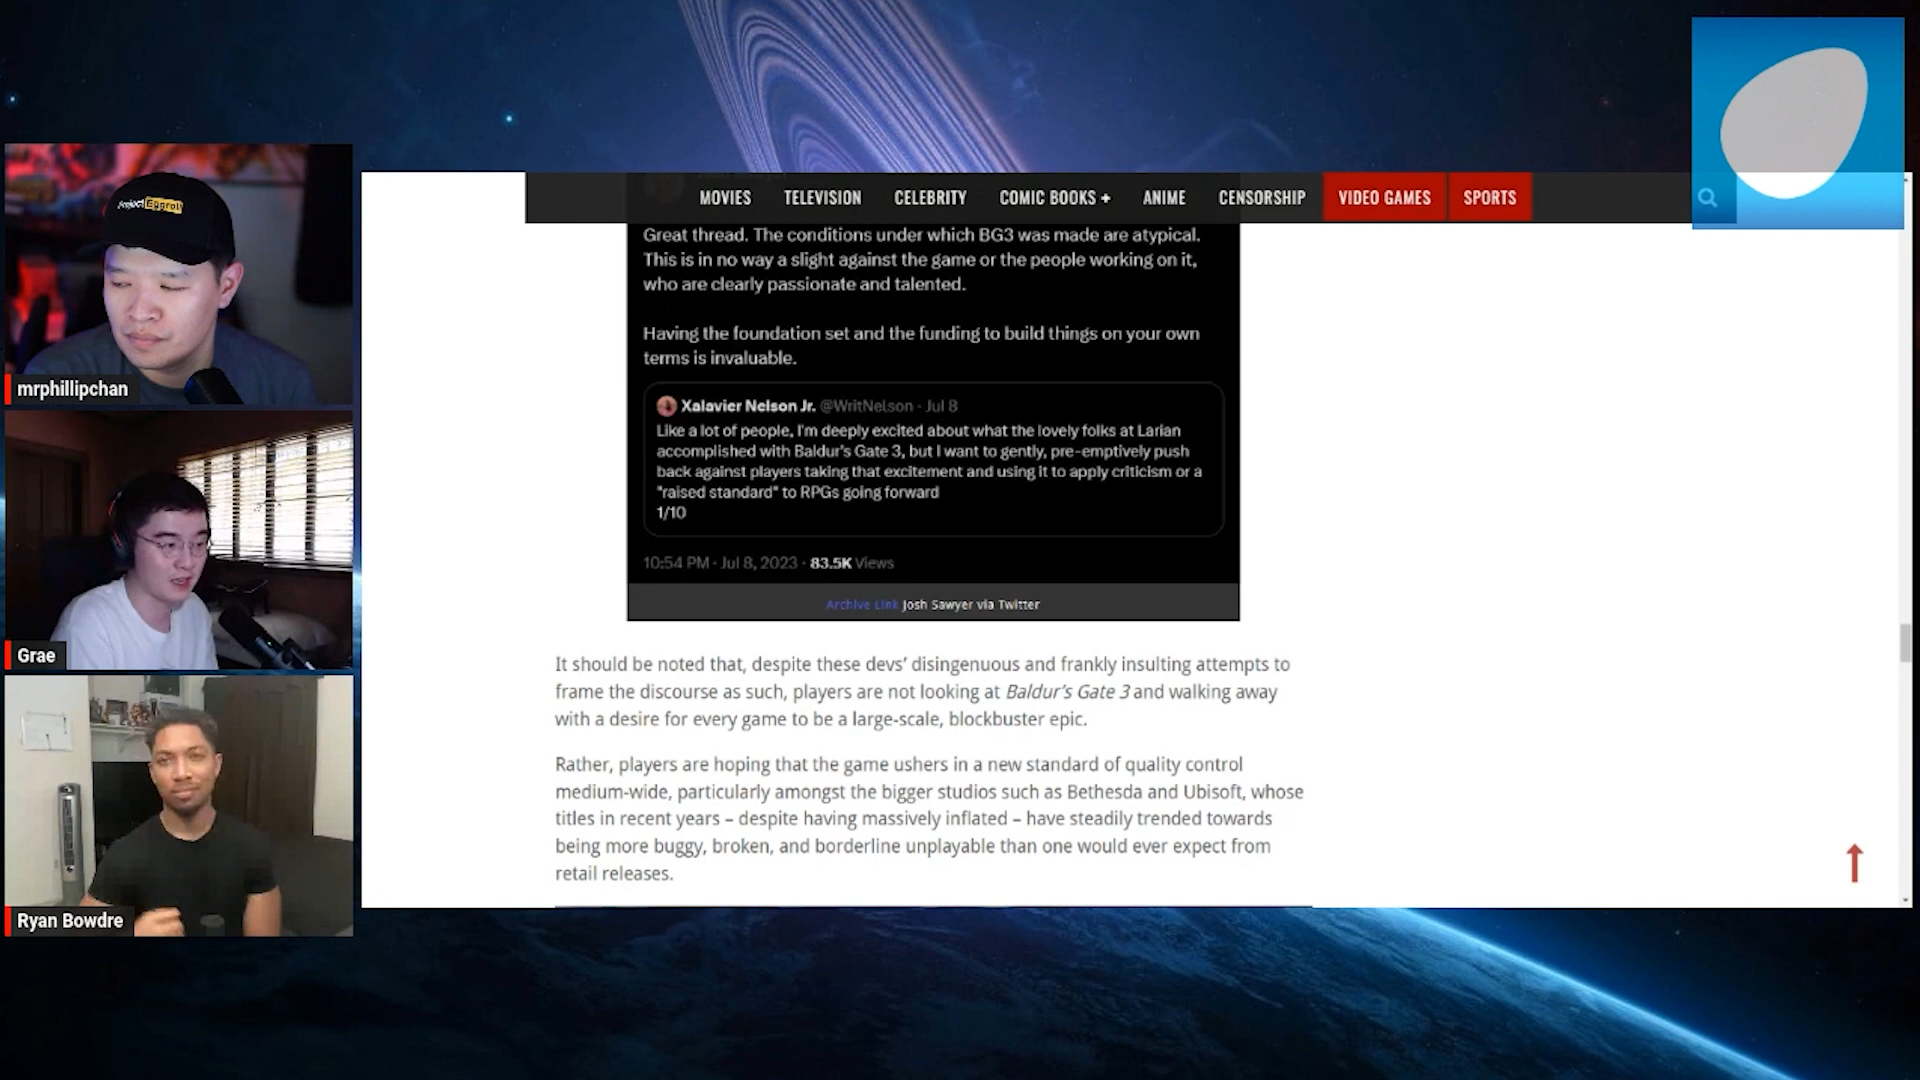 MOVIES TELEVISION CELEBRITY COMIC BOOKS + ANIME CENSORSHIP VIDEO GAMES SPORTS
Great thread. The conditions under which BG3 was made are atypical.
This is in no way a slight against the game or the people working on it,
who are clearly passionate and talented.
Having the foundation set and the funding to build things on your own
terms is invaluable.
Xalavier Nelson Jr. @WritNelson · Jul 8
Like a lot of people, I'm deeply excited about what the lovely folks at Larian
accomplished with Baldur's Gate 3, but I want to gently, pre-emptively push
back against players taking that excitement and using it to apply criticism or a
"raised standard" to RPGs going forward
1/10
10:54 PM · Jul 8, 2023 · 83.5K Views
Archive Link Josh Sawyer via Twitter
It should be noted that, despite these devs’ disingenuous and frankly insulting attempts to
frame the discourse as such, players are not looking at Baldur’s Gate 3 and walking away
with a desire for every game to be a large-scale, blockbuster epic.
Rather, players are hoping that the game ushers in a new standard of quality control
medium-wide, particularly amongst the bigger studios such as Bethesda and Ubisoft, whose
titles in recent years – despite having massively inflated – have steadily trended towards
being more buggy, broken, and borderline unplayable than one would ever expect from
retail releases.
Project Eggroll
mrphillipchan
Grae
Ryan Bowdre